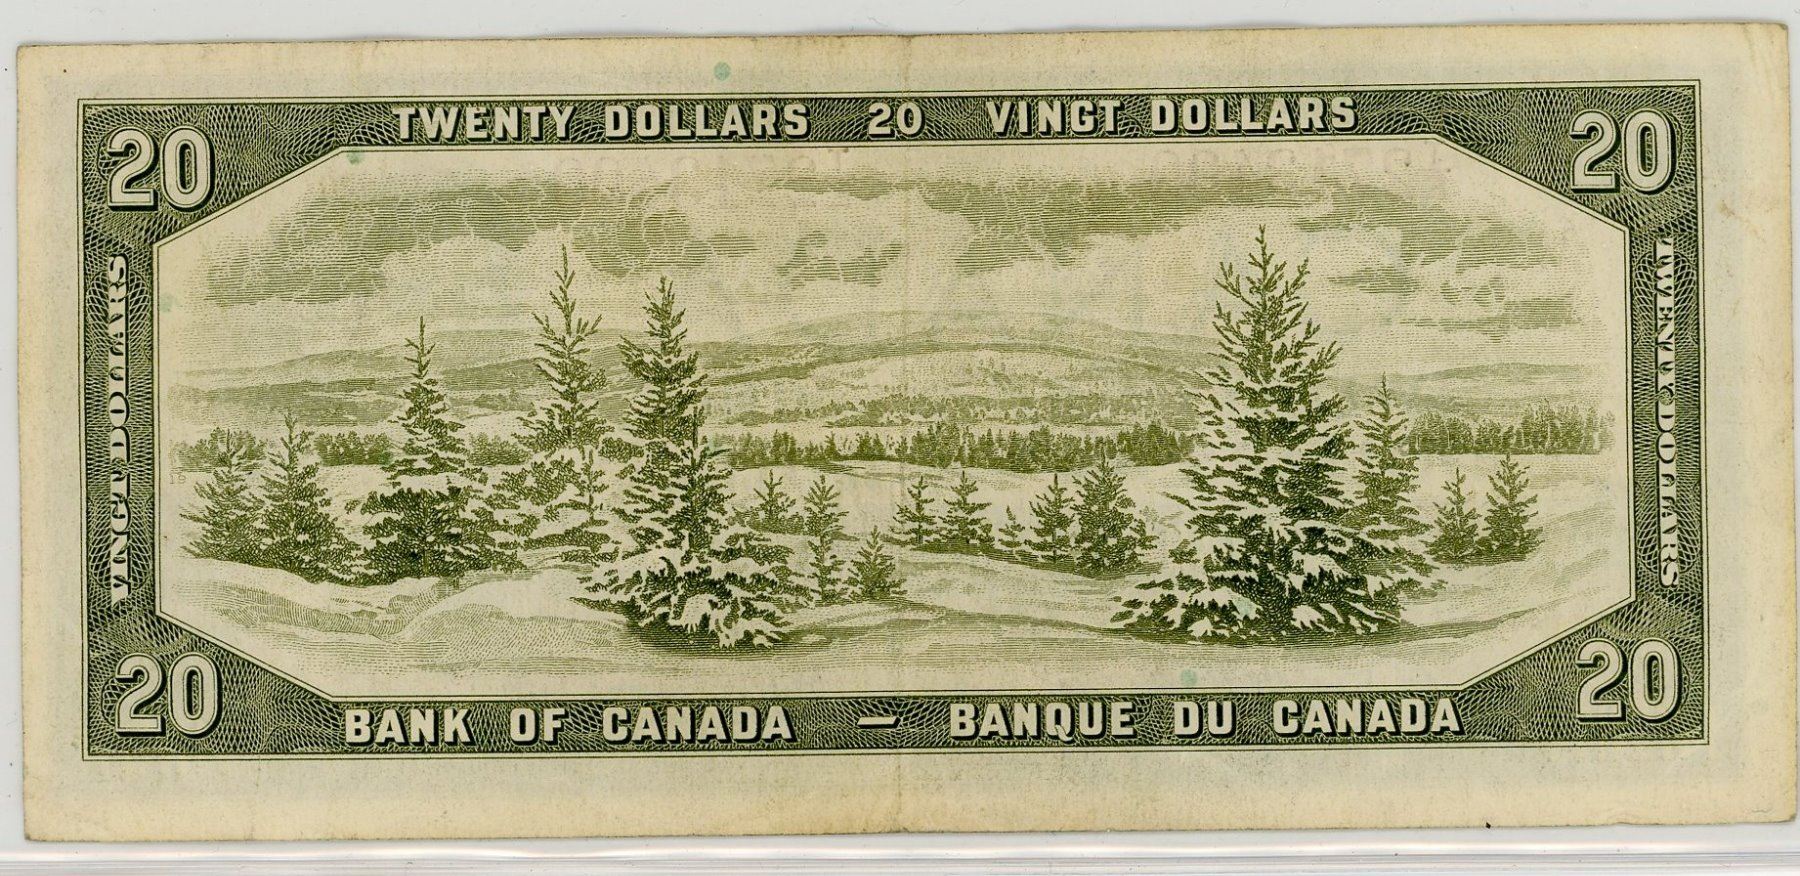 TWENTY DOLLARS 20 VINGT DOLLARS
20
20
VINGT DOLLARS
TWENTY DOLLARS
20
20
BANK OF CANADA — BANQUE DU CANADA